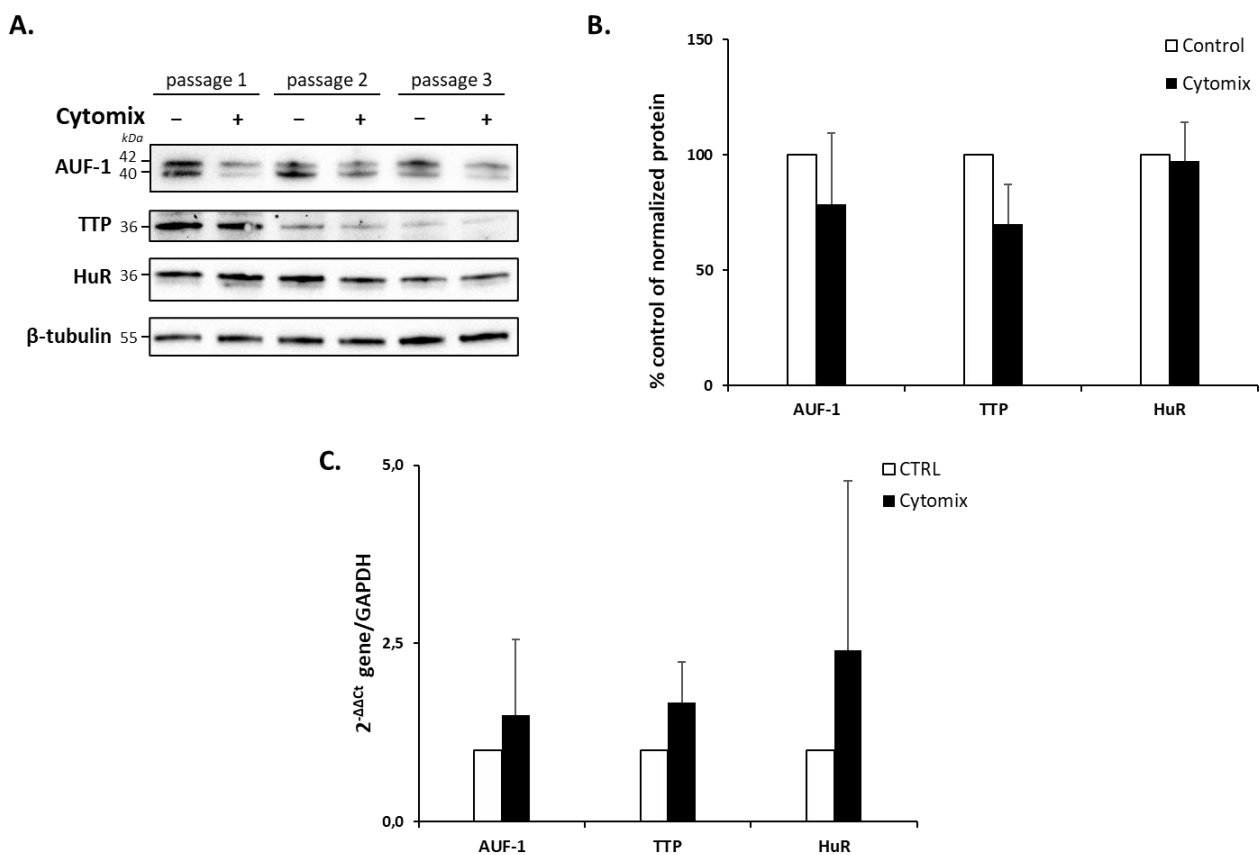 A.
passage 1 passage 2 passage 3
Cytomix – + – + – +
kDa
AUF-1 42
40
TTP 36
HuR 36
β-tubulin 55
B.
Control
Cytomix
% control of normalized protein
150
100
50
0
AUF-1 TTP HuR
C.
CTRL
Cytomix
2-ΔΔCt gene/GAPDH
5,0
2,5
0,0
AUF-1 TTP HuR